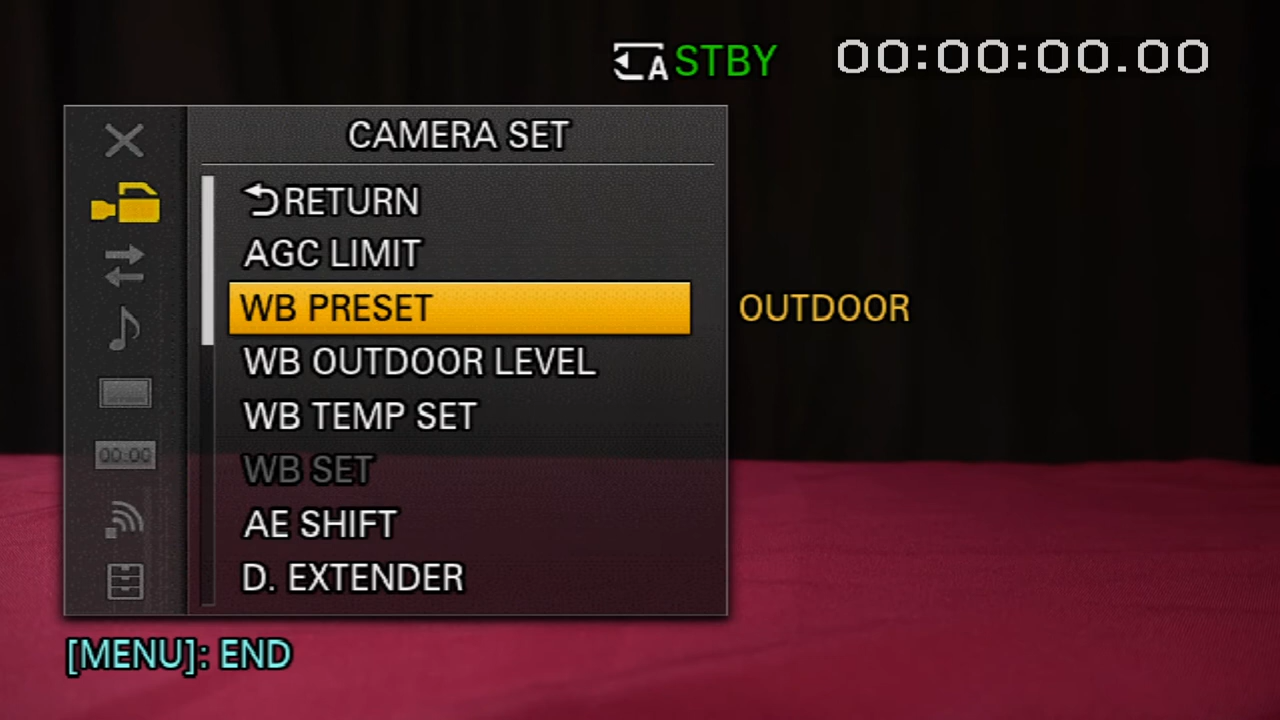 A STBY 00:00:00.00
CAMERA SET
RETURN
AGC LIMIT
WB PRESET OUTDOOR
WB OUTDOOR LEVEL
WB TEMP SET
00:00
WB SET
AE SHIFT
D. EXTENDER
[MENU]: END